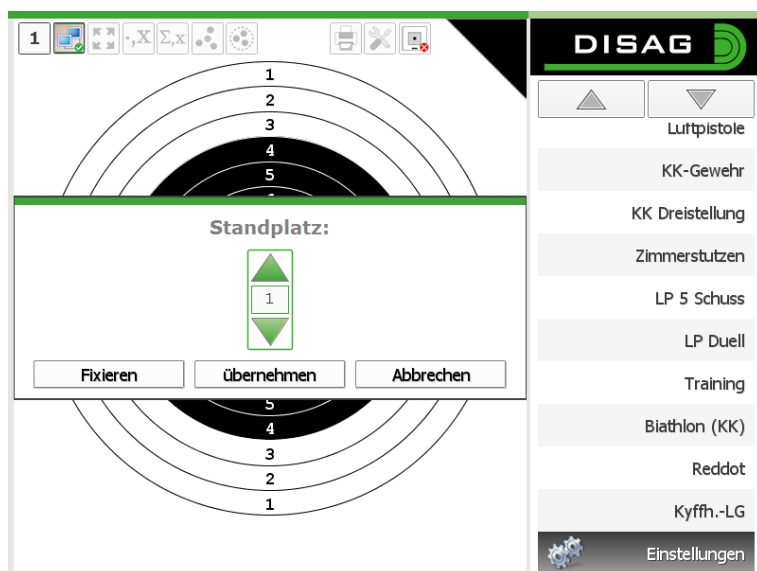 1
·,X
Σ,x
DISAG
1
2
3
4
5
Luftpistole
KK-Gewehr
KK Dreistellung
Zimmerstutzen
LP 5 Schuss
LP Duell
Training
Biathlon (KK)
Reddot
Kyffh.-LG
Einstellungen
Standplatz:
1
Fixieren
übernehmen
Abbrechen
5
4
3
2
1